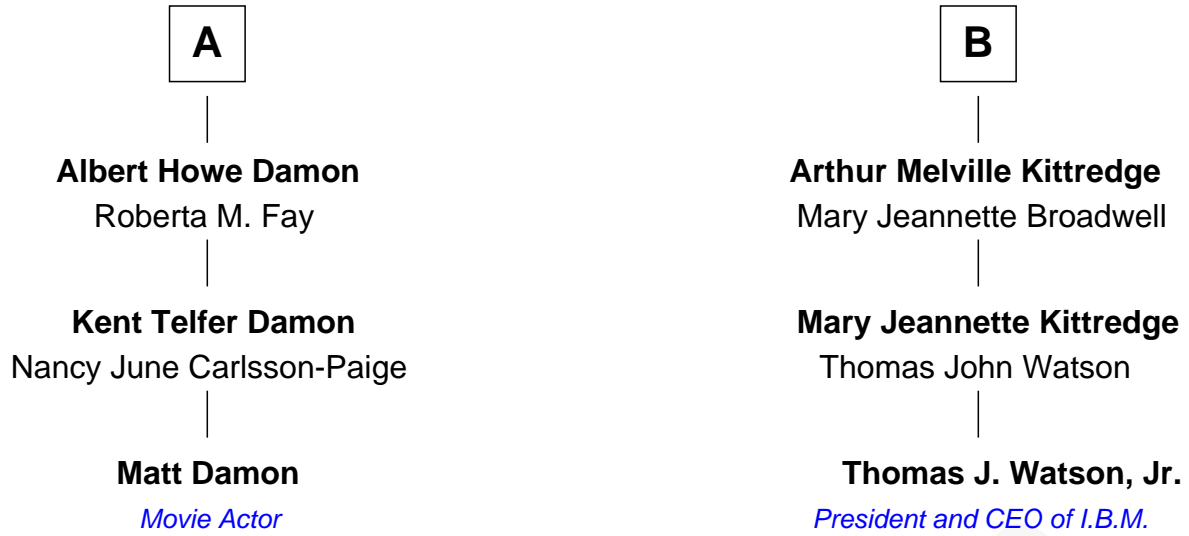 A
Albert Howe Damon
Roberta M. Fay
Kent Telfer Damon
Nancy June Carlsson-Paige
Matt Damon
Movie Actor
B
Arthur Melville Kittredge
Mary Jeannette Broadwell
Mary Jeannette Kittredge
Thomas John Watson
Thomas J. Watson, Jr.
President and CEO of I.B.M.